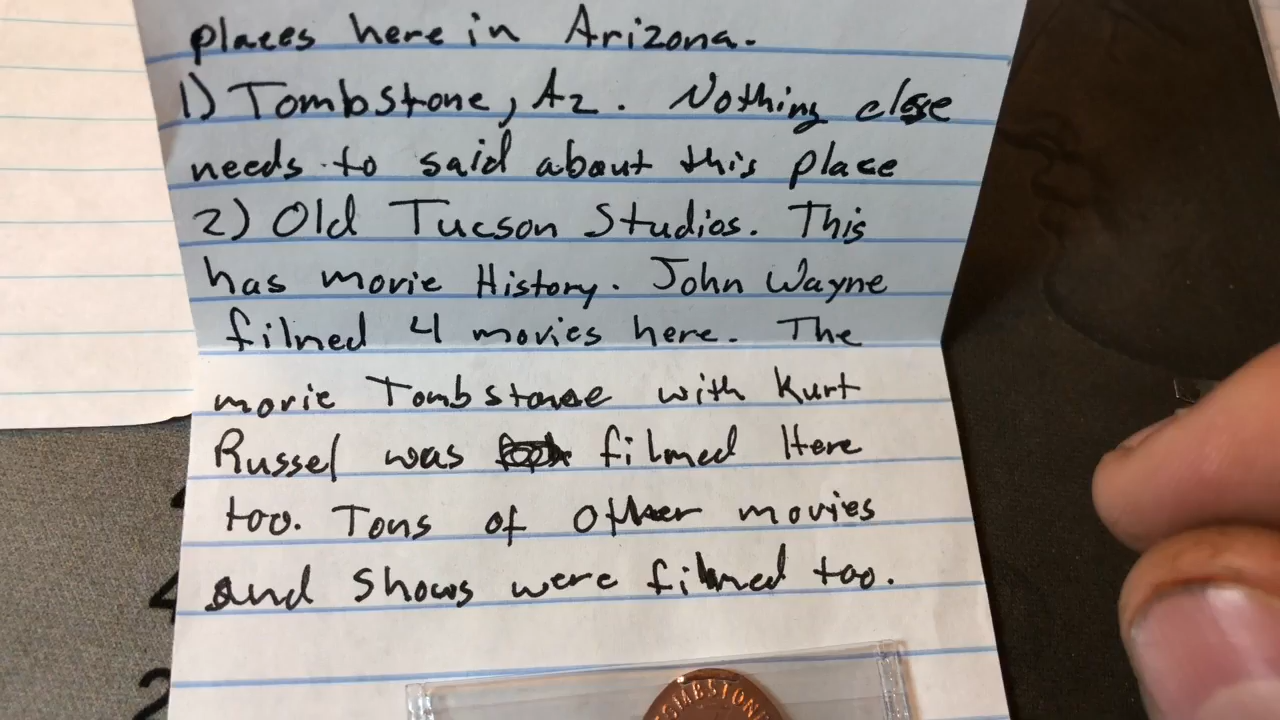 places here in Arizona.
1) Tombstone, Az. Nothing close
needs to said about this place
2) Old Tucson Studios. This
has movie History. John Wayne
filmed 4 movies here. The
movie Tombstone with Kurt
Russel was filmed Here
too. Tons of Other movies
and Shows were filmed too.
TOMBSTONE